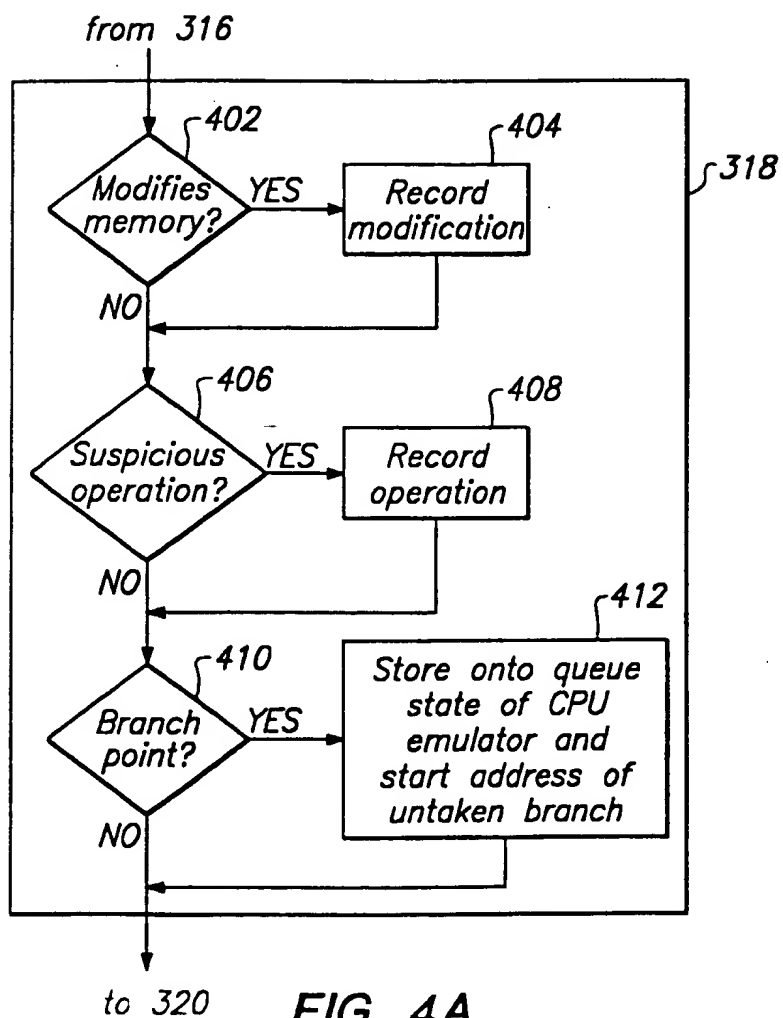 from 316
402
404
318
Modifies
memory?
YES
Record
modification
NO
406
408
Suspicious
operation?
YES
Record
operation
NO
412
410
Branch
point?
YES
Store onto queue
state of CPU
emulator and
start address of
untaken branch
NO
to 320
FIG. 4A